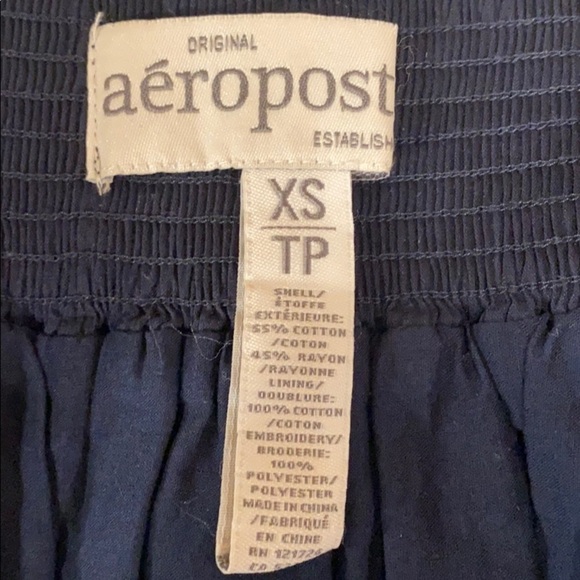 ORIGINAL
aéropost
ESTABLISH
XS
TP
SHELL/
ÉTOFFE
EXTÉRIEURE:
55% COTTON
/COTON
45% RAYON
/RAYONNE
LINING/
DOUBLURE:
100% COTTON
/COTON
EMBROIDERY/
BRODERIE:
100%
POLYESTER/
POLYESTER
MADE IN CHINA
/FABRIQUÉ
EN CHINE
RN 121724